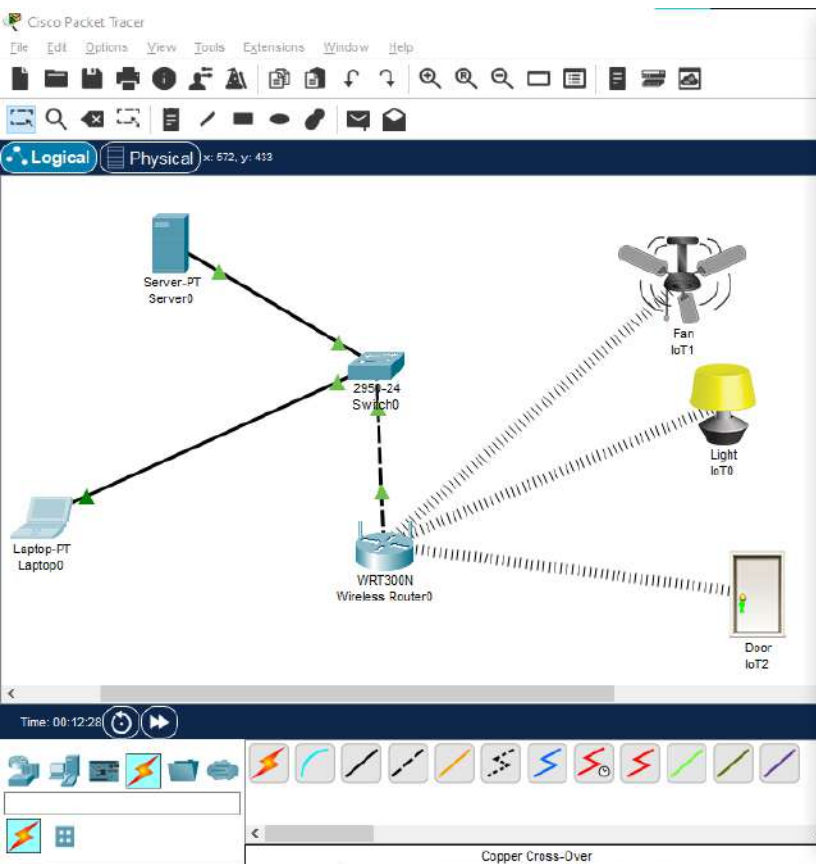 Cisco Packet Tracer
File Edit Options View Tools Extensions Window Help
Logical Physical x: 572, y: 433
Server-PT
Server0
Fan
IoT1
2950-24
Switch0
Light
IoT0
Laptop-PT
Laptop0
WRT300N
Wireless Router0
Door
IoT2
Time: 00:12:28
Copper Cross-Over